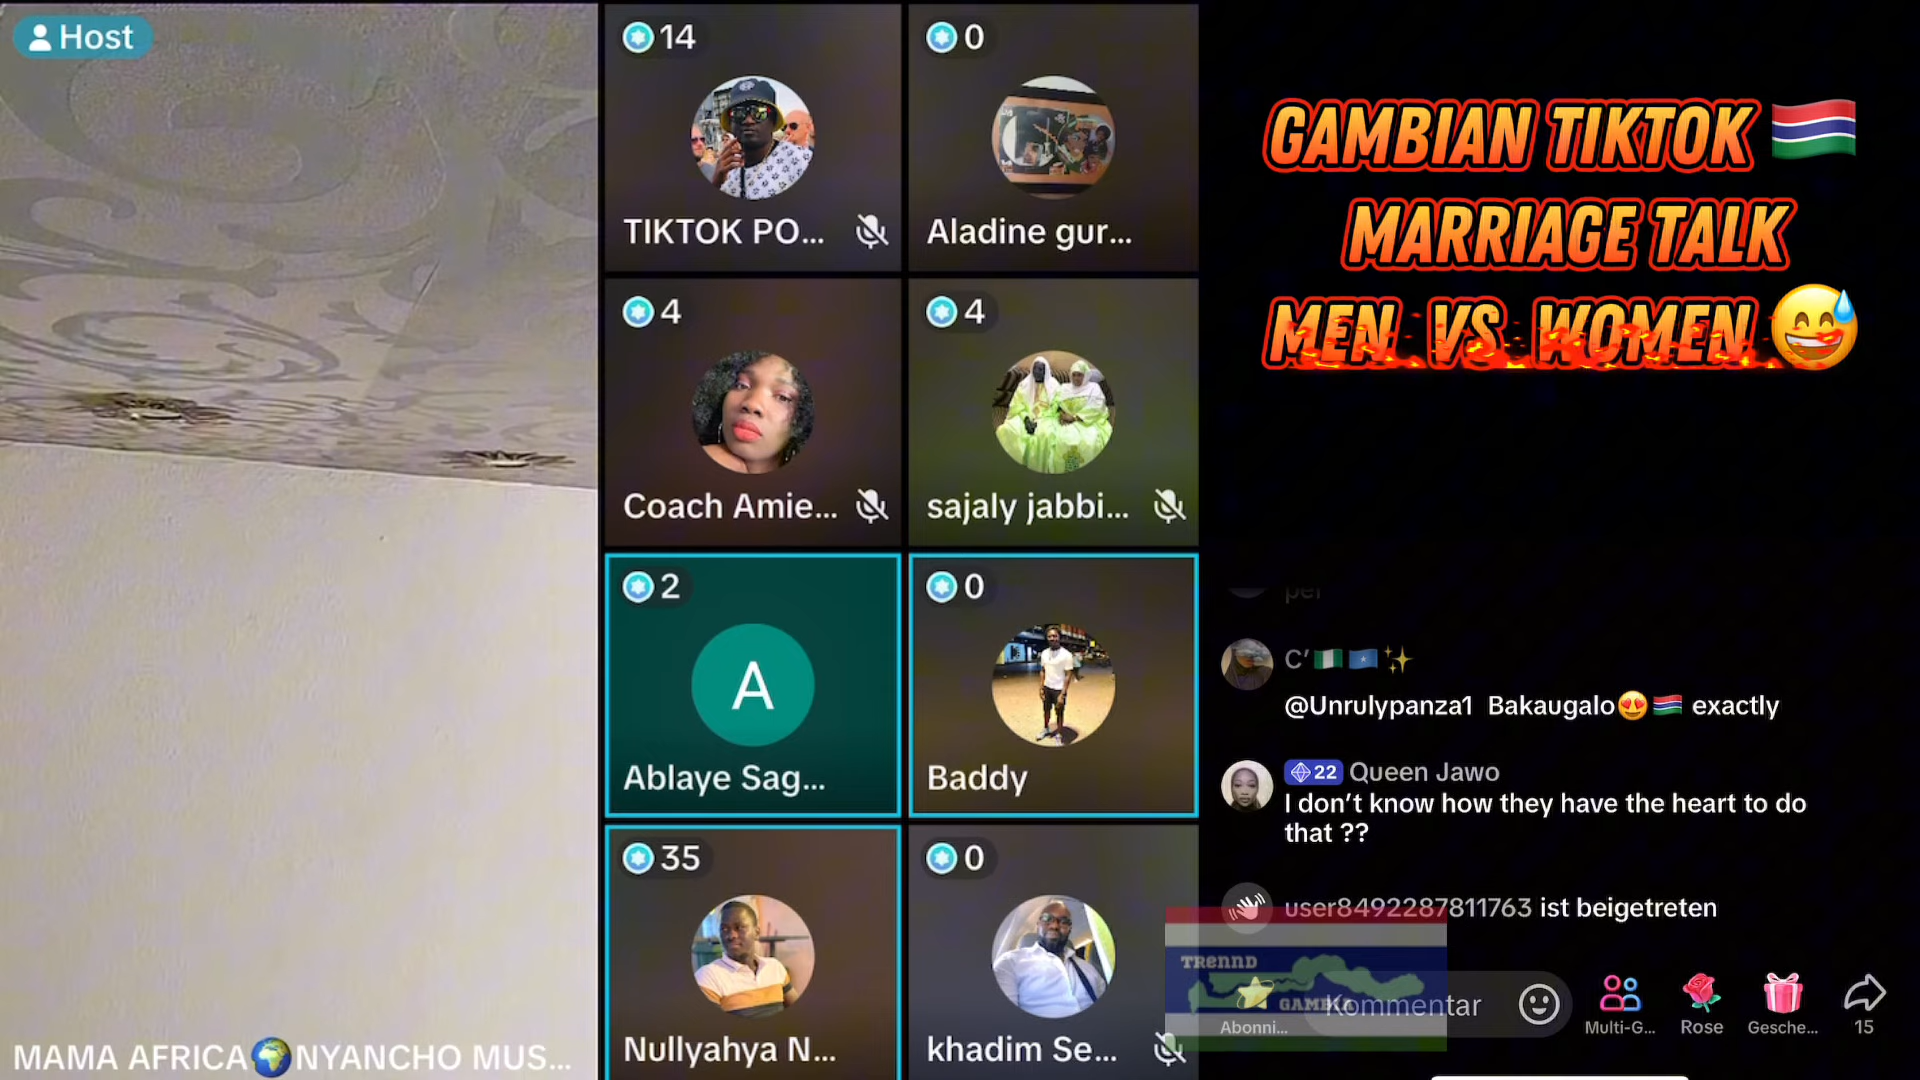 Host
14
0
TIKTOK PO...
Aladine gur...
4
4
Coach Amie...
sajaly jabbi...
2
0
A
Ablaye Sag...
Baddy
35
0
Nullyahya N...
khadim Se...
MAMA AFRICA🌍NYANCHO MUS...
GAMBIAN TIKTOK 🇬🇲
MARRIAGE TALK
MEN VS WOMEN 😅
C’🇳🇬🇸🇴✨
@Unrulypanza1 Bakaugalo😍🇬🇲 exactly
22 Queen Jawo
I don’t know how they have the heart to do
that ??
user8492287811763 ist beigetreten
TRENND
GAMBIA
Kommentar
Abonni...
Multi-G...
Rose
Gesche...
15